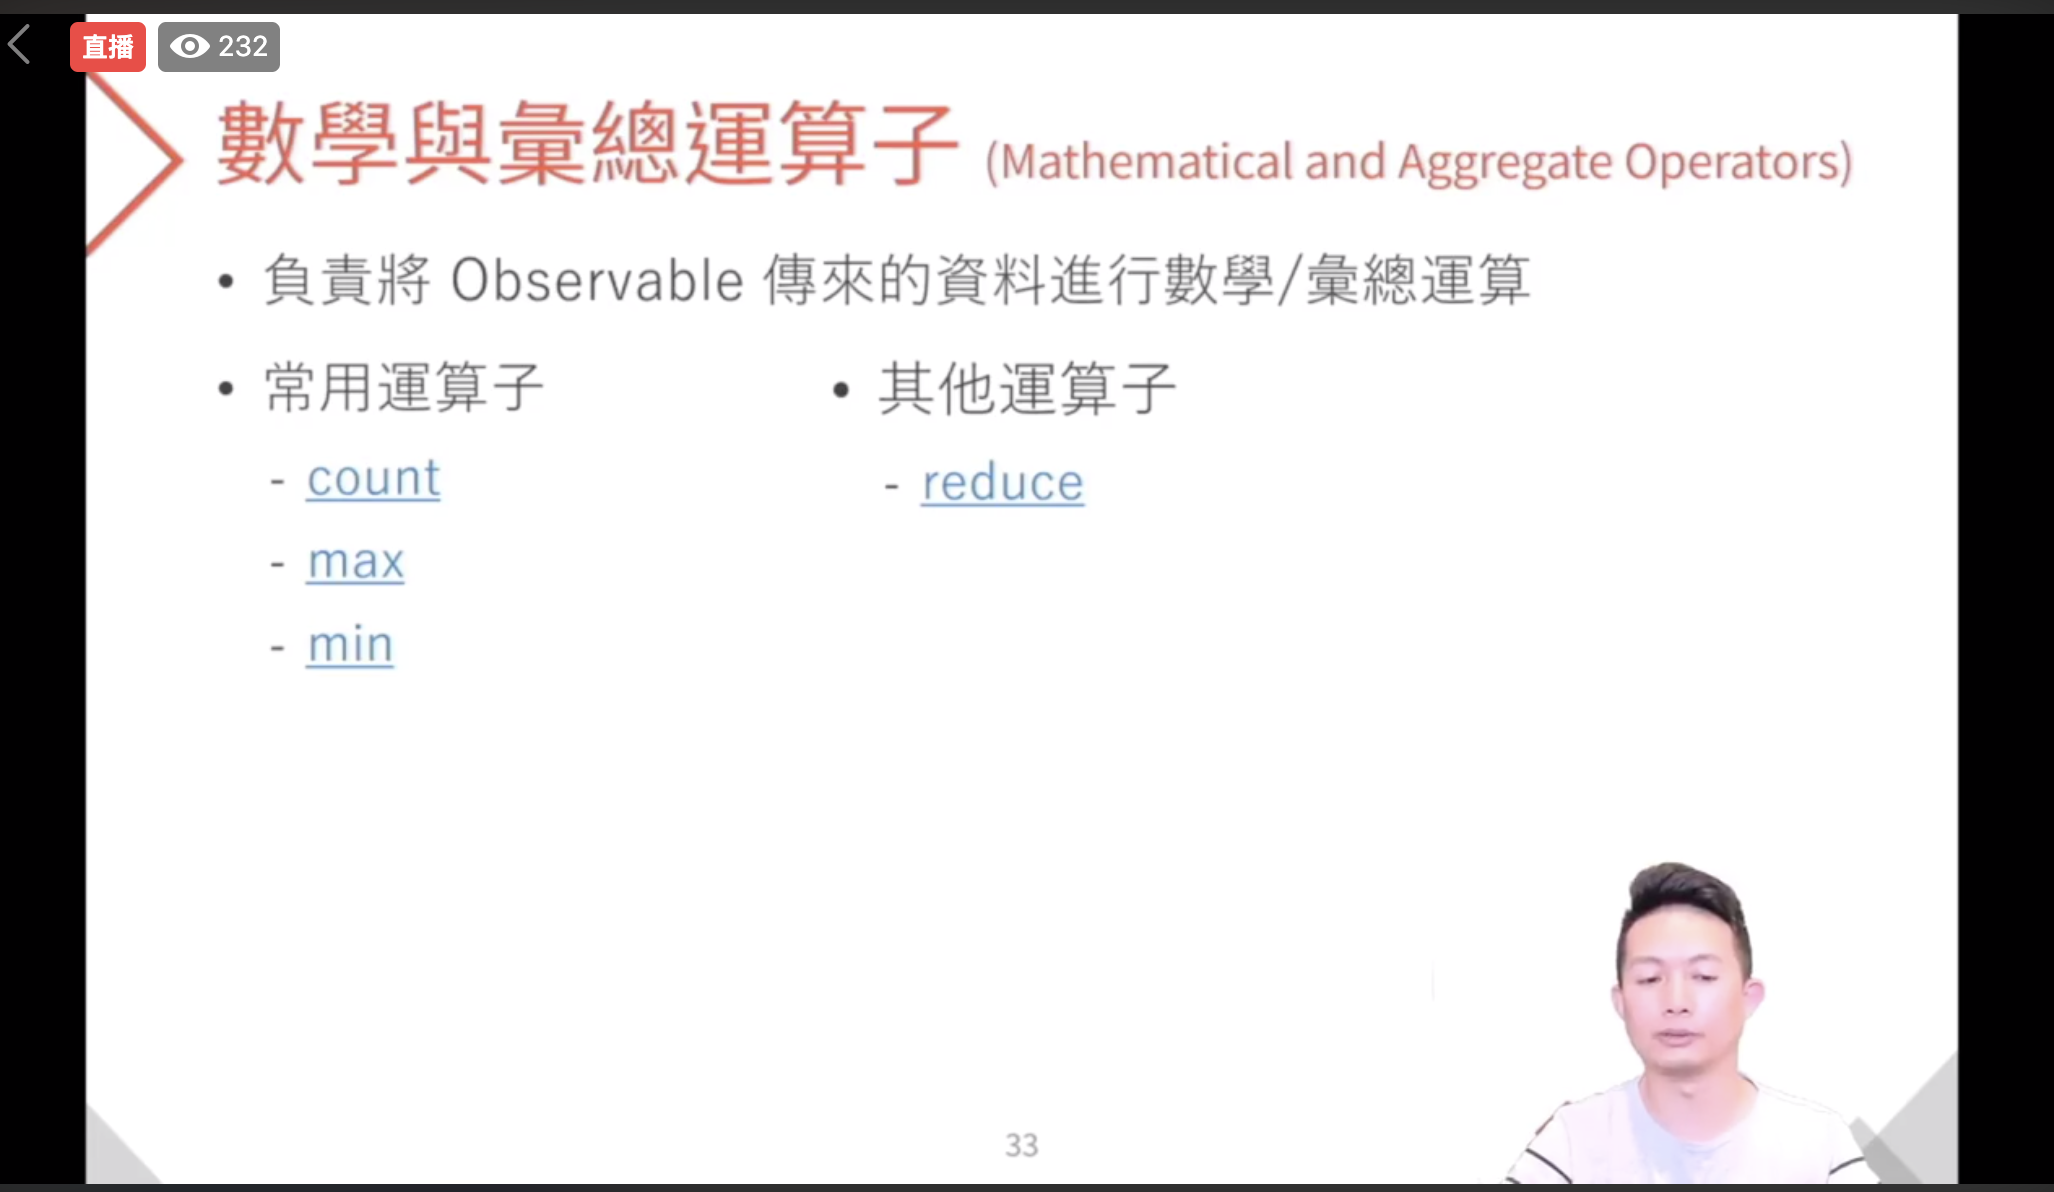 直播 232
數學與彙總運算子 (Mathematical and Aggregate Operators)
• 負責將 Observable 傳來的資料進行數學/彙總運算
• 常用運算子
- count
- max
- min
• 其他運算子
- reduce
33